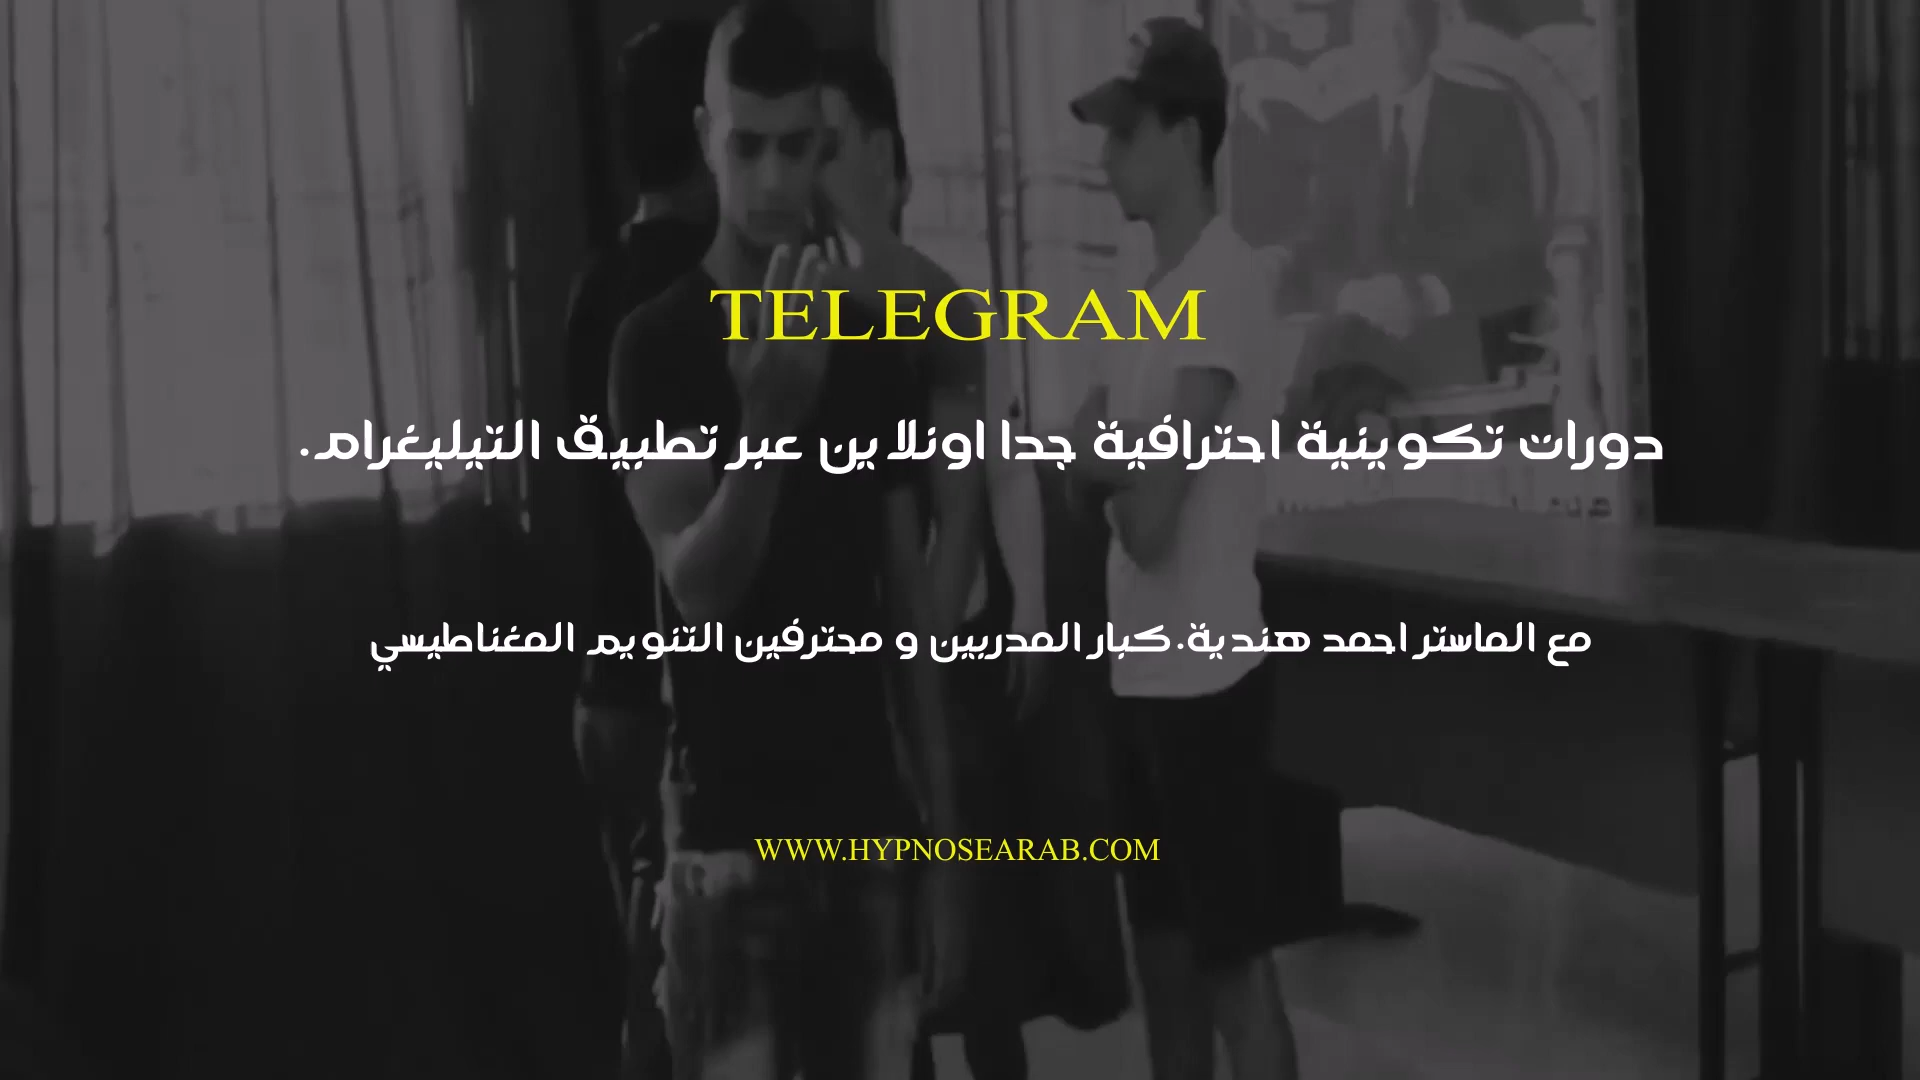 TELEGRAM
دورات تكوينية احترافية جدا اونلاين عبر تطبيق التيليغرام.
مع الماستر احمد هندية.كبار المدربين و محترفين التنويم المغناطيسي
WWW.HYPNOSEARAB.COM